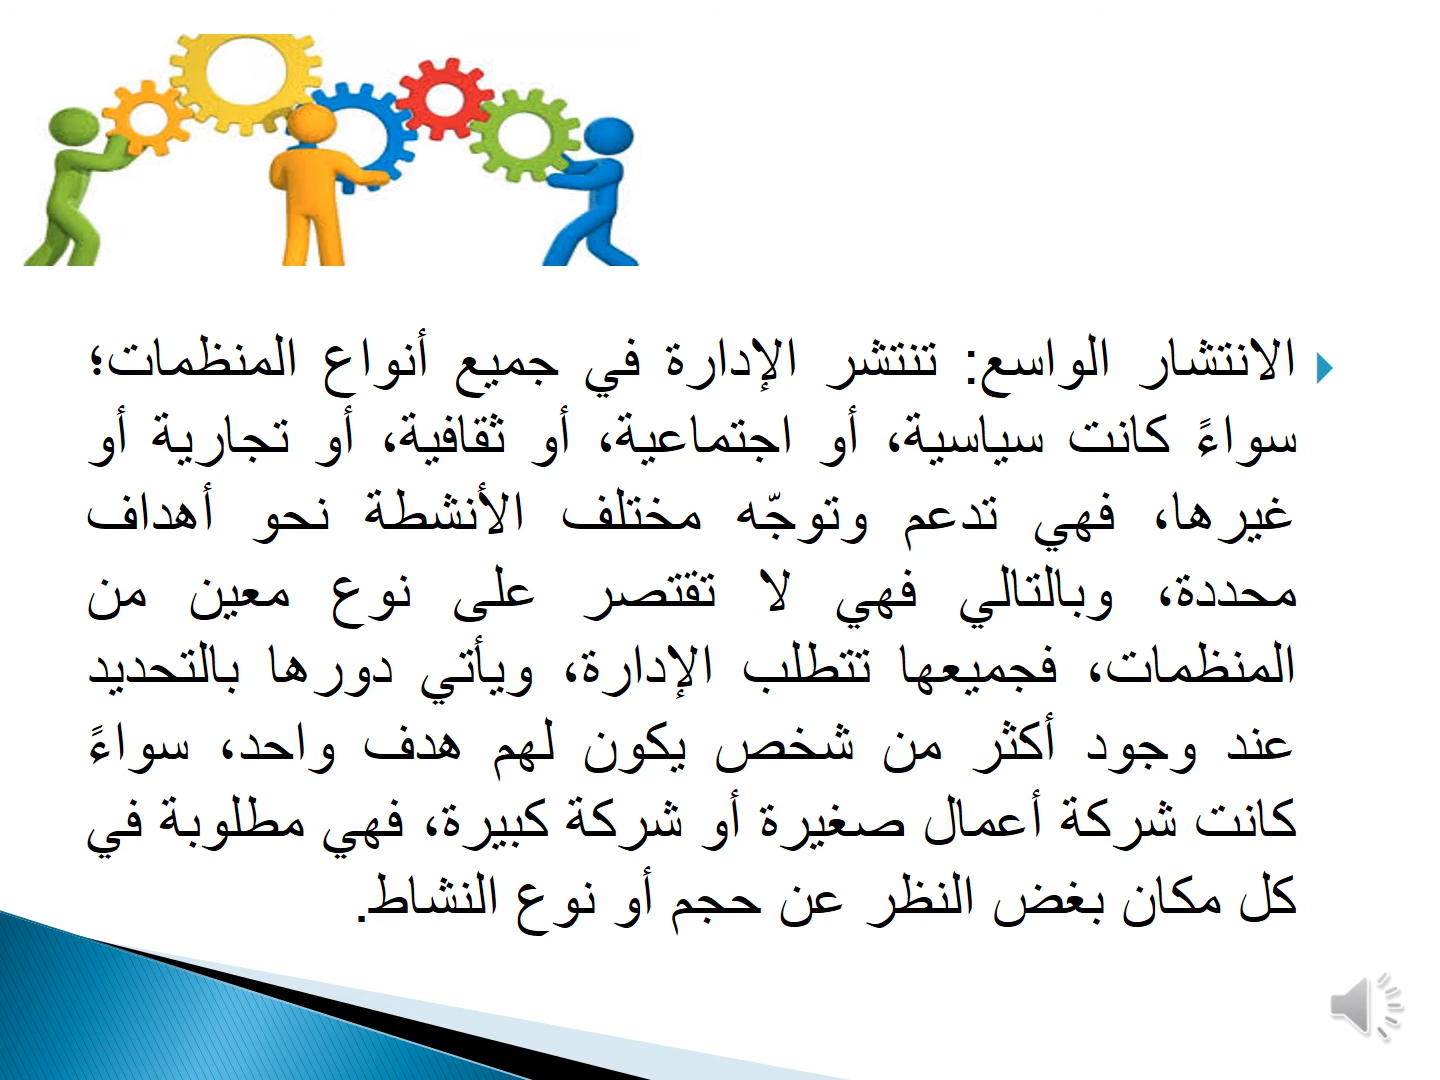 الانتشار الواسع: تنتشر الإدارة في جميع أنواع المنظمات؛
سواءً كانت سياسية، أو اجتماعية، أو ثقافية، أو تجارية أو
غيرها، فهي تدعم وتوجّه مختلف الأنشطة نحو أهداف
محددة، وبالتالي فهي لا تقتصر على نوع معين من
المنظمات، فجميعها تتطلب الإدارة، ويأتي دورها بالتحديد
عند وجود أكثر من شخص يكون لهم هدف واحد، سواءً
كانت شركة أعمال صغيرة أو شركة كبيرة، فهي مطلوبة في
كل مكان بغض النظر عن حجم أو نوع النشاط.